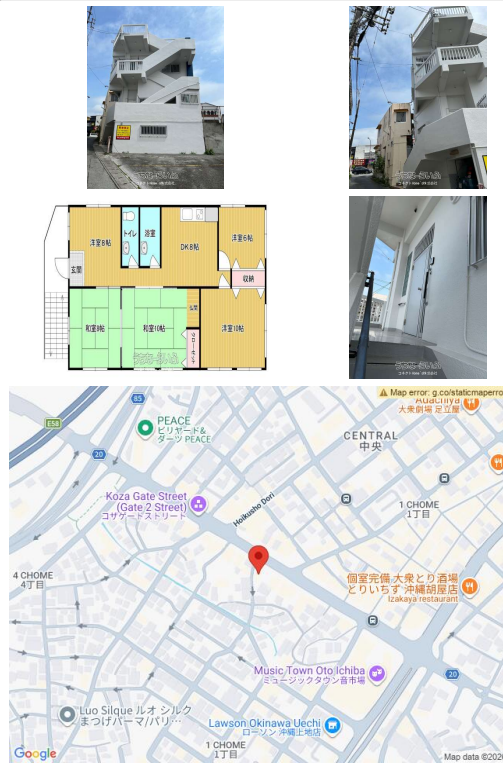 洋室8帖
トイレ
浴室
DK8帖
洋室6帖
玄関
収納
和室8帖
和室10帖
仏間
クローゼット
洋室10帖
Map error: g.co/staticmaperro
Adachiya
大衆劇場 足立屋
85
E58
PEACE
ビリヤード&
ダーツ PEACE
CENTRAL
中央
20
Koza Gate Street
(Gate 2 Street)
コザゲートストリート
Hoikusho Dori
1 CHOME
1丁目
4 CHOME
4丁目
個室完備 大衆とり酒場
とりいちず 沖縄胡屋店
Izakaya restaurant
Music Town Oto Ichiba
ミュージックタウン音市場
20
Luo Silque ルオ シルク
まつげパーマ/パリ…
Lawson Okinawa Uechi
ローソン 沖縄上地店
1 CHOME
1丁目
Google
Map data ©2026